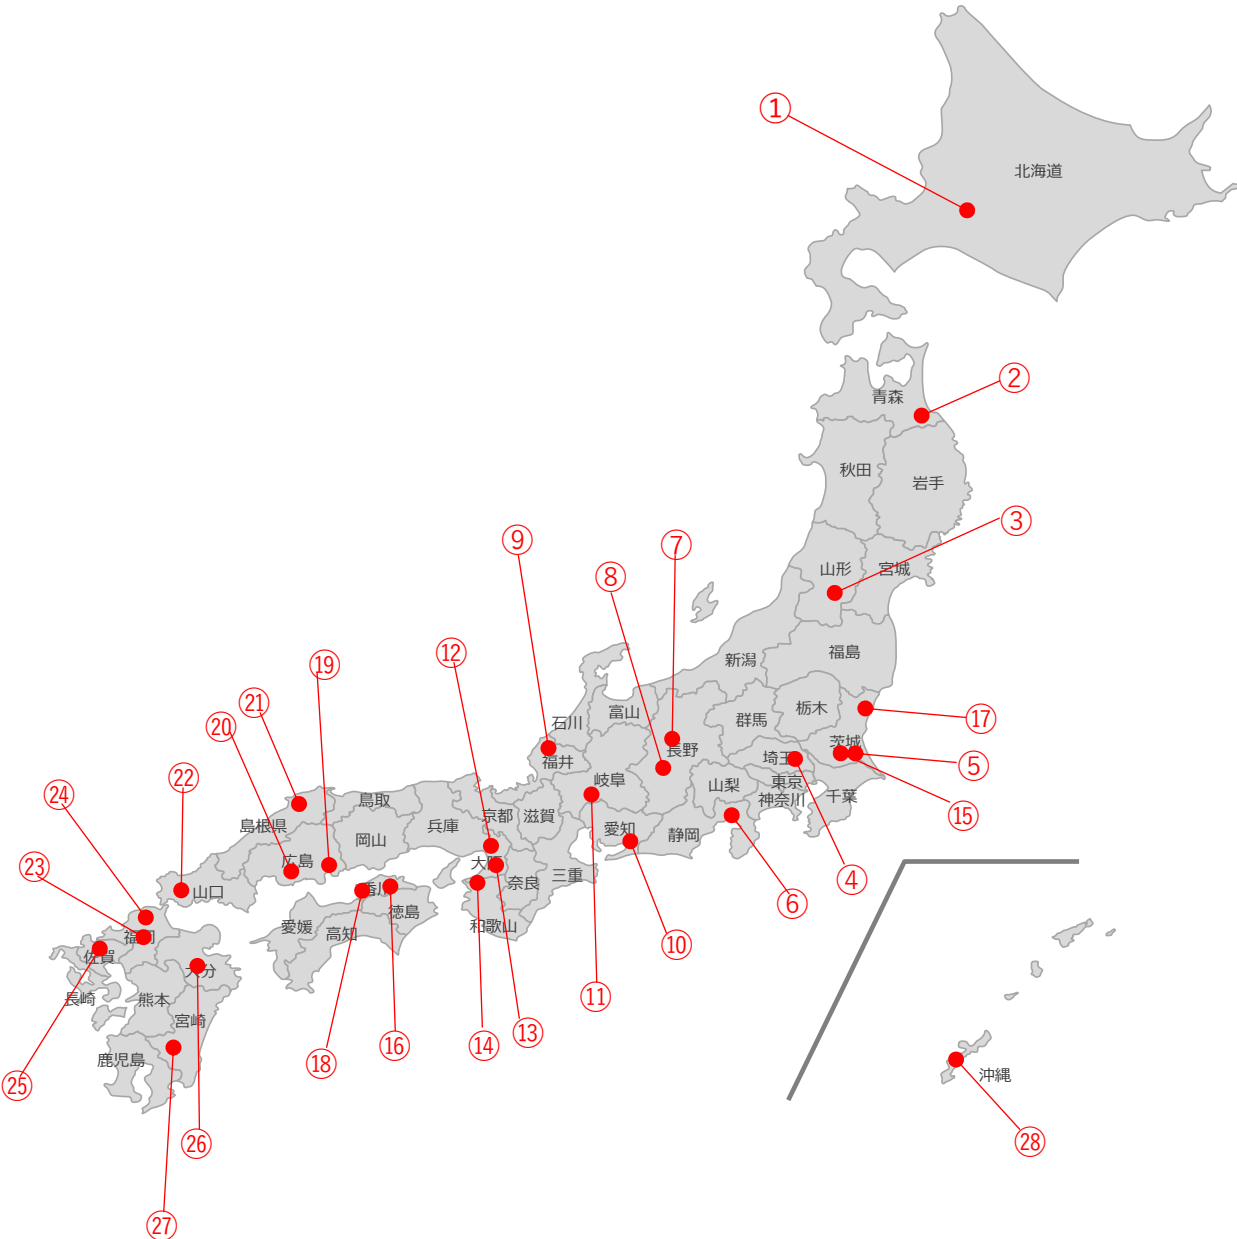 ①
北海道
②
青森
秋田
岩手
③
⑨
⑦
⑧
山形
宮城
⑫
⑲
新潟
福島
㉑
⑳
石川
富山
群馬
栃木
⑰
茨城
長野
福井
埼玉
⑤
㉒
㉔
岐阜
山梨
東京
神奈川
千葉
鳥取
島根県
兵庫
京都
滋賀
⑮
岡山
愛知
静岡
広島
大阪
㉓
山口
奈良
三重
④
香川
徳島
⑥
愛媛
高知
和歌山
福岡
⑩
佐賀
大分
長崎
熊本
⑪
宮崎
⑬
⑭
⑯
⑱
鹿児島
沖縄
㉕
㉖
㉘
㉗